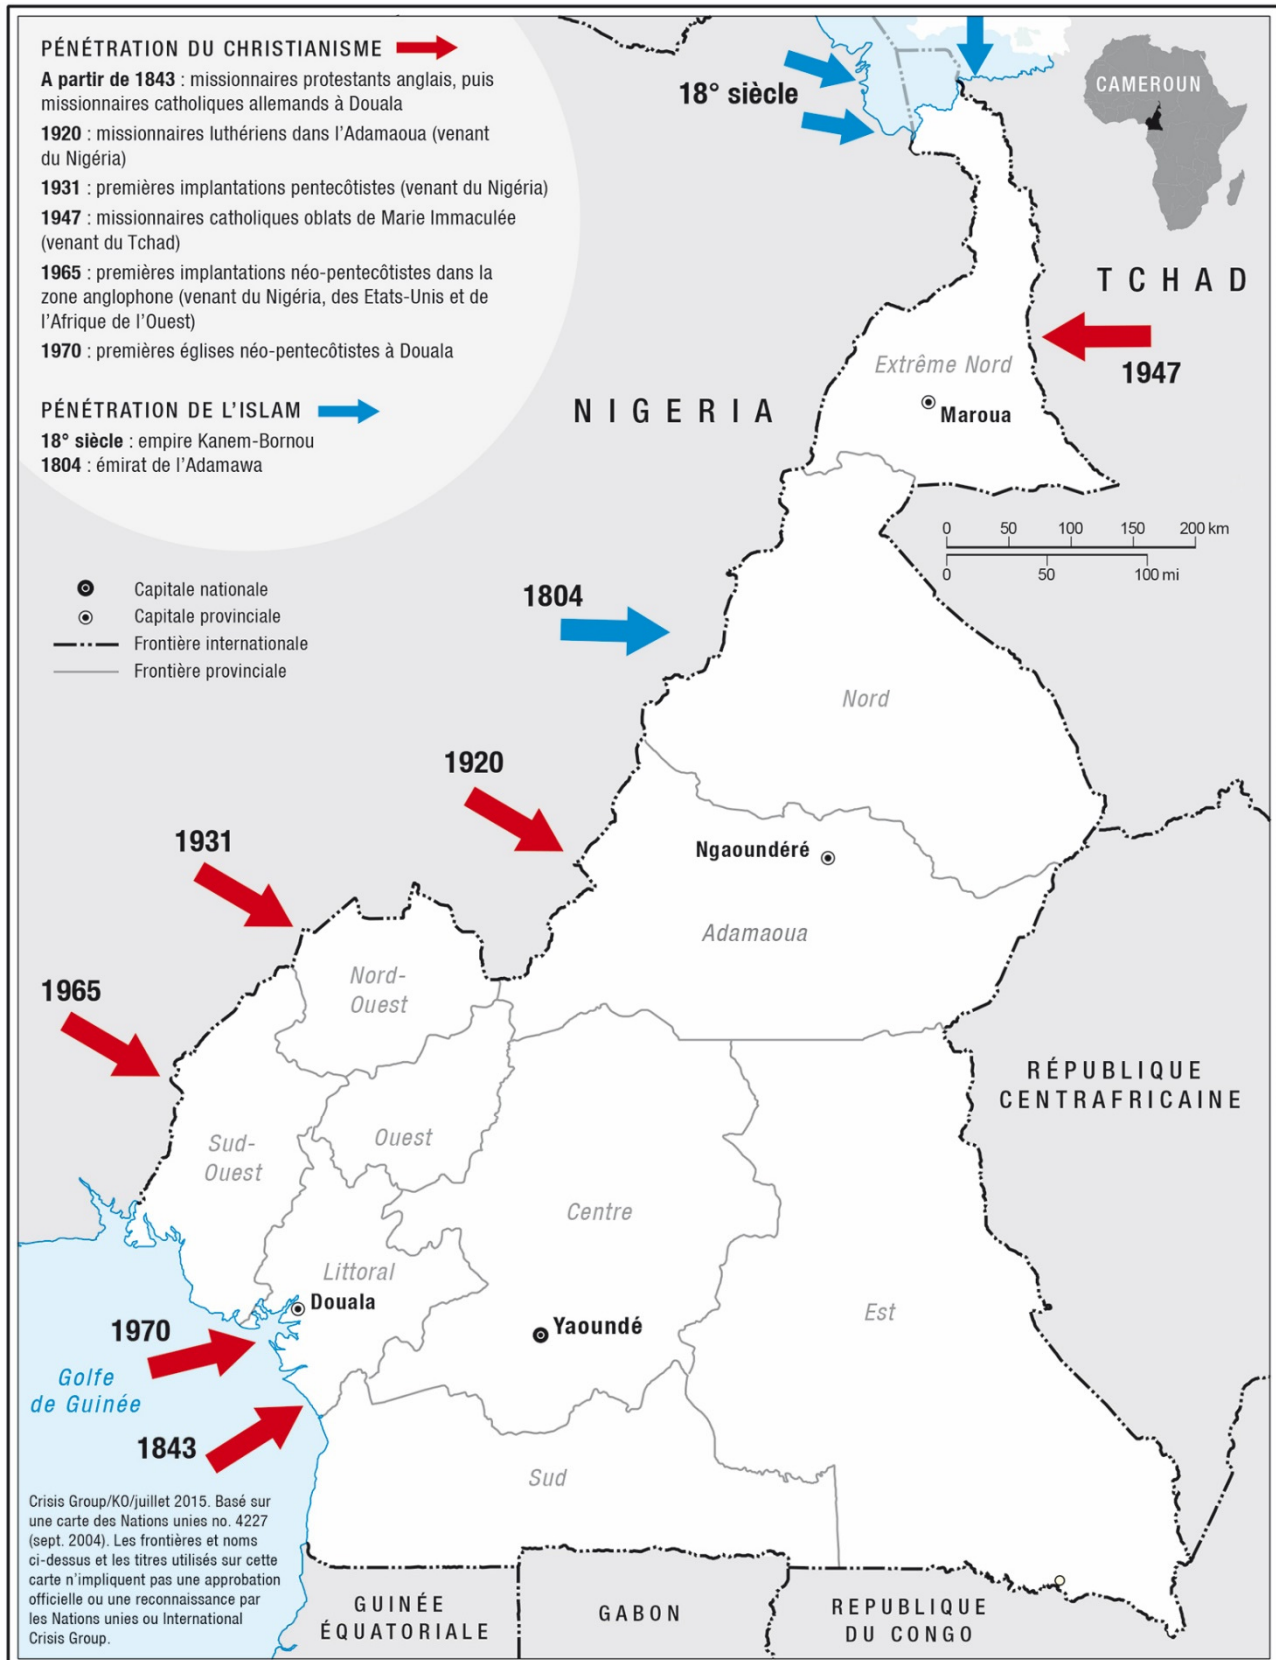 PÉNÉTRATION DU CHRISTIANISME
A partir de 1843 : missionnaires protestants anglais, puis
missionnaires catholiques allemands à Douala
1920 : missionnaires luthériens dans l'Adamaoua (venant
du Nigéria)
1931 : premières implantations pentecôtistes (venant du Nigéria)
1947 : missionnaires catholiques oblats de Marie Immaculée
(venant du Tchad)
1965 : premières implantations néo-pentecôtistes dans la
zone anglophone (venant du Nigéria, des Etats-Unis et de
l'Afrique de l'Ouest)
1970 : premières églises néo-pentecôtistes à Douala
PÉNÉTRATION DE L'ISLAM
18° siècle : empire Kanem-Bornou
1804 : émirat de l'Adamawa
Capitale nationale
Capitale provinciale
Frontière internationale
Frontière provinciale
18° siècle
CAMEROUN
TCHAD
1947
Extrême Nord
Maroua
NIGERIA
0 50 100 150 200 km
0 50 100 mi
1804
Nord
1920
Ngaoundéré
1931
Adamaoua
Nord-
Ouest
1965
RÉPUBLIQUE
CENTRAFRICAINE
Sud-
Ouest
Ouest
Centre
Littoral
Douala
Est
Yaoundé
1970
Golfe
de Guinée
1843
Sud
Crisis Group/KO/juillet 2015. Basé sur
une carte des Nations unies no. 4227
(sept. 2004). Les frontières et noms
ci-dessus et les titres utilisés sur cette
carte n'impliquent pas une approbation
officielle ou une reconnaissance par
les Nations unies ou International
Crisis Group.
GUINÉE
ÉQUATORIALE
GABON
REPUBLIQUE
DU CONGO